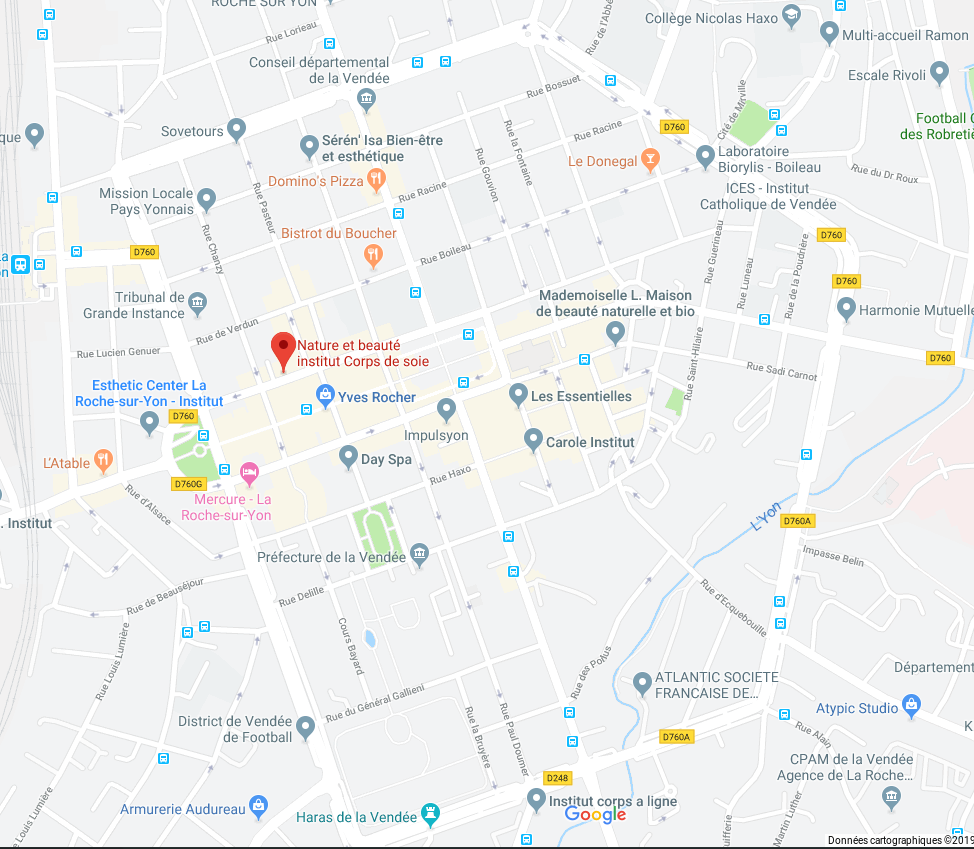 ROCHE SUR YON
Rue Lorieau
Conseil départemental
de la Vendée
Rue de l'Abbé
Collège Nicolas Haxo
Multi-accueil Ramon
Escale Rivoli
Football C
des Robretiè
Rue Bossuet
Cité de Maville
D760
que
Sovetours
Sérén' Isa Bien-être
et esthétique
Rue la Fontaine
Rue Racine
Le Donegal
Laboratoire
Biorylis - Boileau
Rue du Dr Roux
Domino's Pizza
Rue Racine
Rue Gouvion
ICES - Institut
Catholique de Vendée
Mission Locale
Pays Yonnais
Rue Pasteur
Rue Chanzy
Bistrot du Boucher
Rue Boileau
D760
La
on
D760
Rue Guerineau
Rue Luneau
Rue de la Poudrière
D760
Tribunal de
Grande Instance
Mademoiselle L. Maison
de beauté naturelle et bio
Harmonie Mutuelle
Rue de Verdun
Rue Lucien Genuer
Nature et beauté
institut Corps de soie
Rue Saint-Hilaire
Rue Sadi Carnot
D760
Esthetic Center La
Roche-sur-Yon - Institut
Yves Rocher
Les Essentielles
D760
Impulsyon
Carole Institut
L'Atable
Day Spa
Rue Haxo
D760G
Mercure - La
Roche-sur-Yon
Rue d'Alsace
. Institut
L'Yon
D760A
Préfecture de la Vendée
Impasse Belin
Rue de Beauséjour
Rue Delille
Rue d'Ecquebouille
Rue Louis Lumière
Cours Bayard
Rue des Poyus
ATLANTIC SOCIETE
FRANCAISE DE...
Département
Rue du Général Gallieni
Atypic Studio
District de Vendée
de Football
Rue la Bruyère
Rue Paul Doumer
D760A
Rue Alain
K
CPAM de la Vendée
Agence de La Roche...
D248
Institut corps a ligne
Google
Armurerie Audureau
Haras de la Vendée
Rue Louis Lumière
Martin Luther
Données cartographiques ©2019